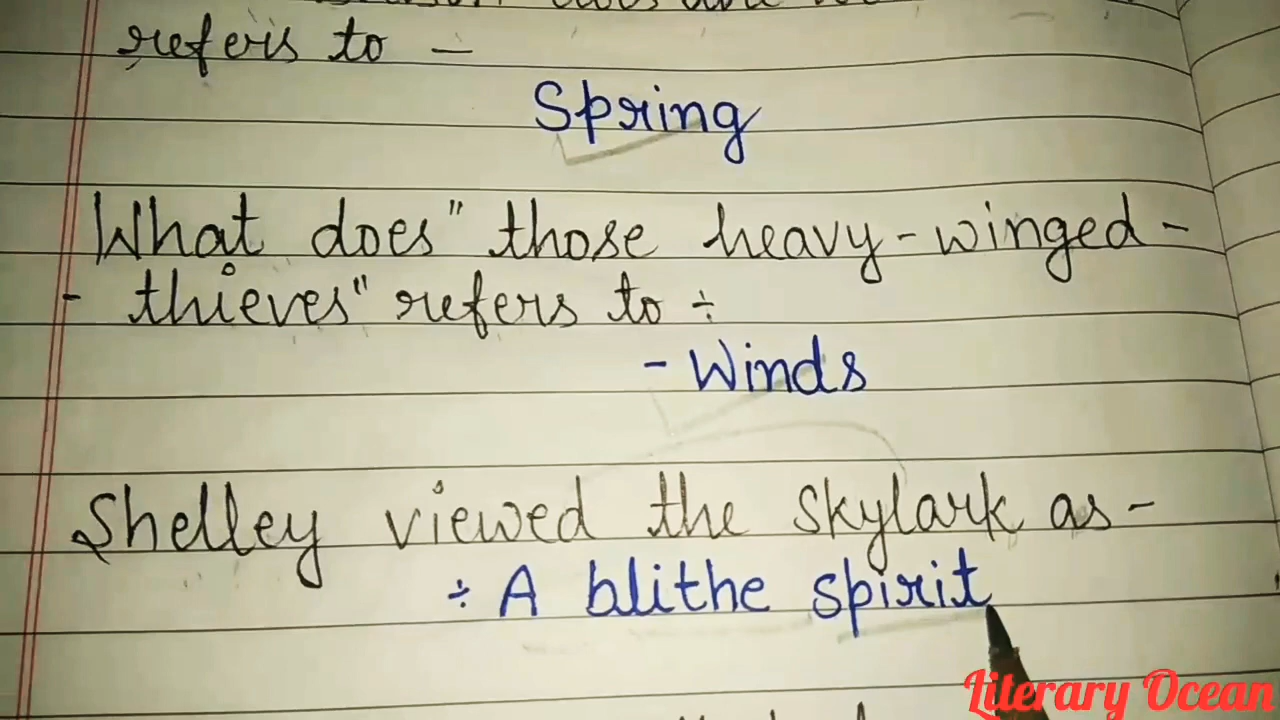 refers to -
Spring
What does " those heavy-winged -
- thieves" refers to ÷
- Winds
Shelley viewed the Skylark as -
÷ A blithe spirit
Literary Ocean